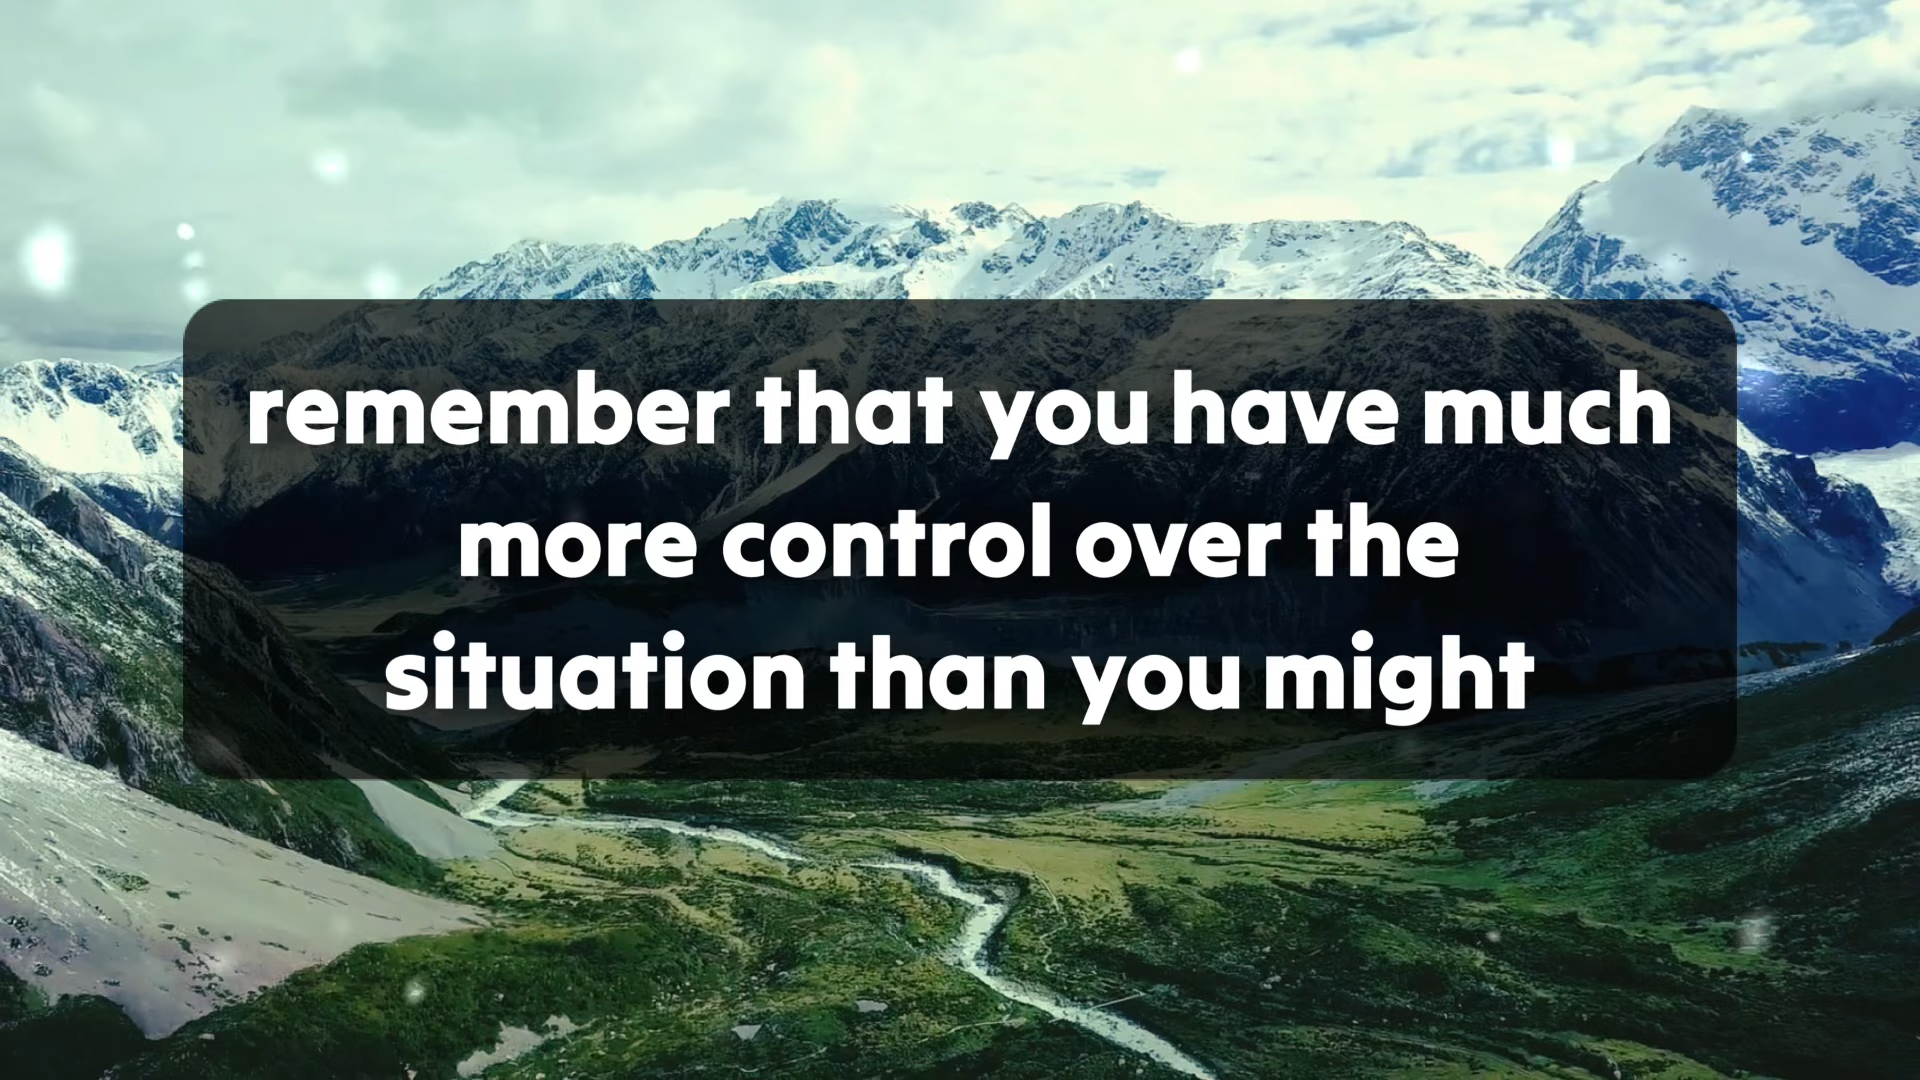 remember that you have much
more control over the
situation than you might